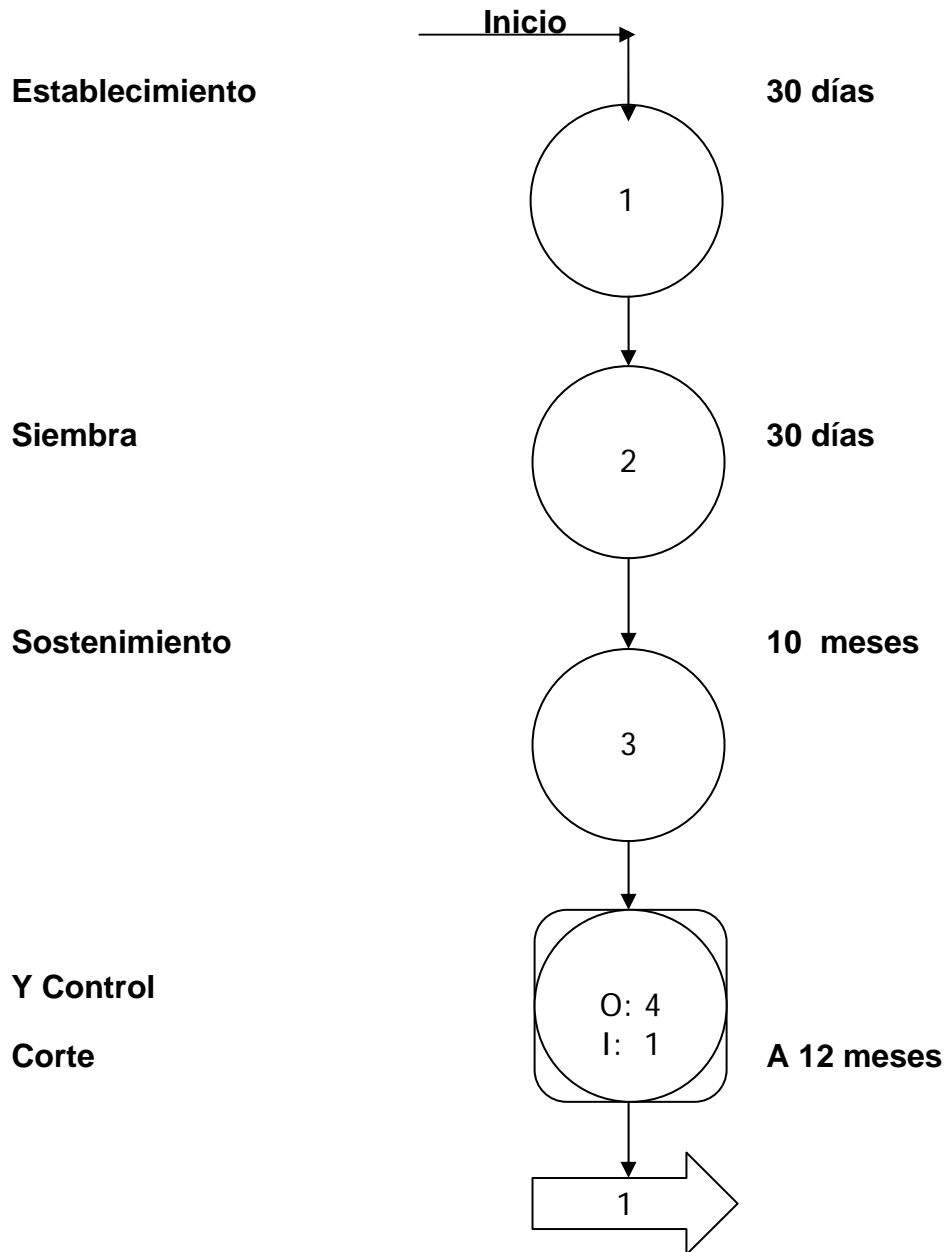 Inicio
Establecimiento 30 días
1
Siembra 30 días
2
Sostenimiento 10 meses
3
Y Control
O: 4
Corte I: 1 A 12 meses
1